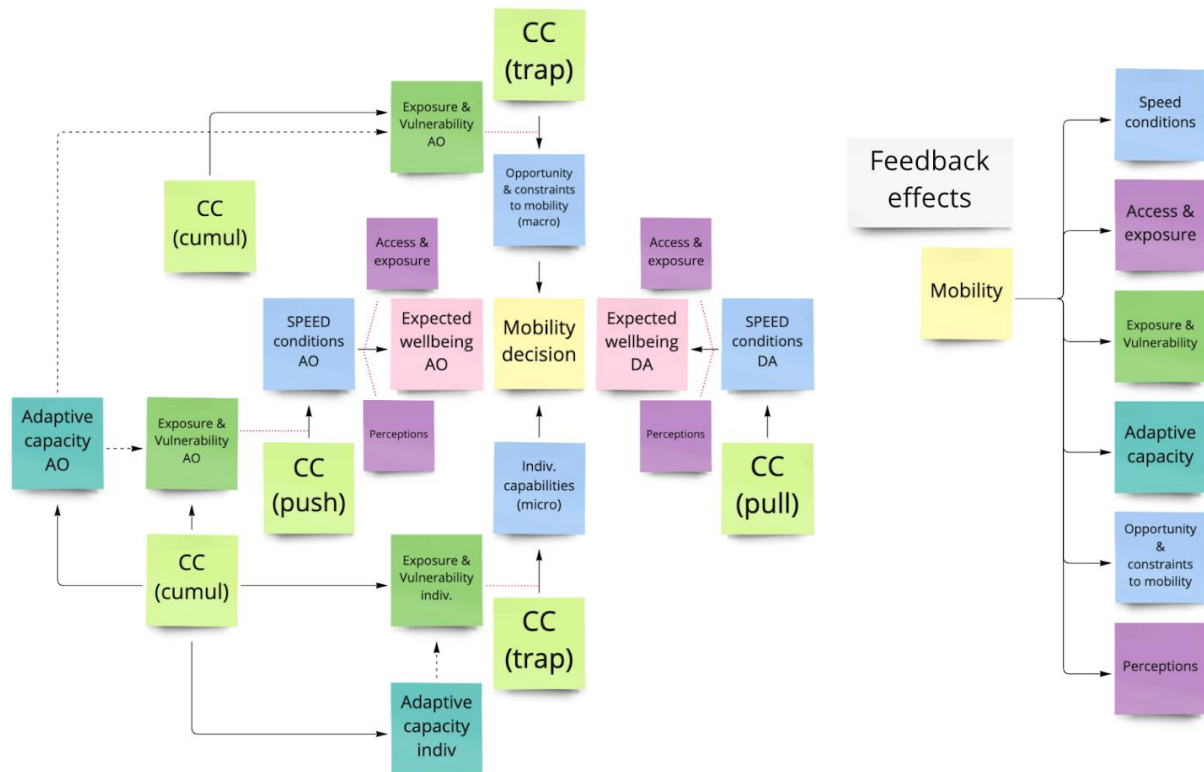 CC
(trap)
Exposure &
Vulnerability
AO
Opportunity
& constraints
to mobility
(macro)
CC
(cumul)
Access &
exposure
Access &
exposure
SPEED
conditions
AO
Expected
wellbeing
AO
Mobility
decision
Expected
wellbeing
DA
SPEED
conditions
DA
Adaptive
capacity
AO
Exposure &
Vulnerability
AO
Perceptions
Perceptions
CC
(push)
Indiv.
capabilities
(micro)
CC
(pull)
CC
(cumul)
Exposure &
Vulnerability
indiv.
CC
(trap)
Adaptive
capacity
indiv
Feedback
effects
Mobility
Speed
conditions
Access &
exposure
Exposure &
Vulnerability
Adaptive
capacity
Opportunity
&
constraints
to mobility
Perceptions